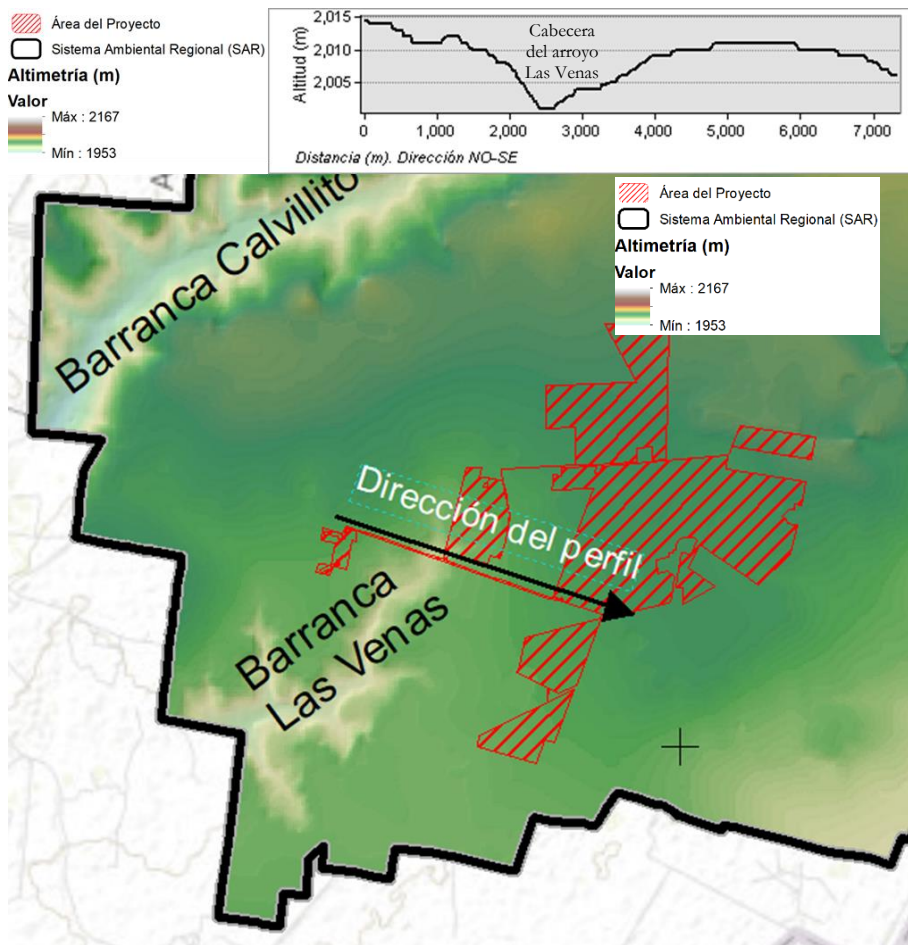 Área del Proyecto
Sistema Ambiental Regional (SAR)
Altimetría (m)
Valor
Máx : 2167
Mín : 1953
Altitud (m)
2,015
2,010
2,005
Cabecera
del arroyo
Las Venas
0
1,000
2,000
3,000
4,000
5,000
6,000
7,000
Distancia (m). Dirección NO-SE
Área del Proyecto
Sistema Ambiental Regional (SAR)
Altimetría (m)
Valor
Máx : 2167
Mín : 1953
Barranca Calvillito
Dirección del perfil
Barranca
Las Venas